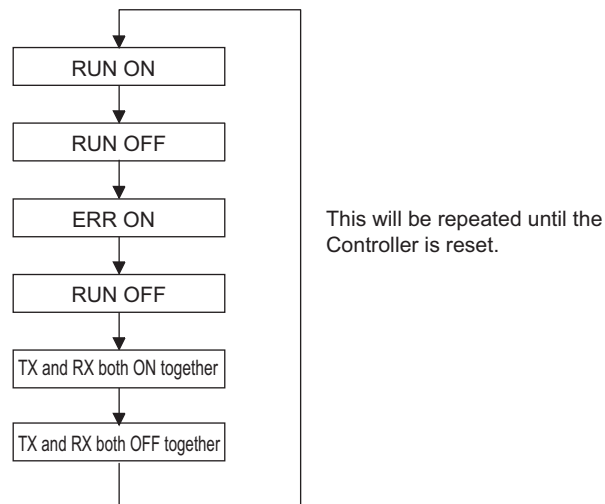 RUN ON
RUN OFF
ERR ON
RUN OFF
TX and RX both ON together
TX and RX both OFF together
This will be repeated until the
Controller is reset.